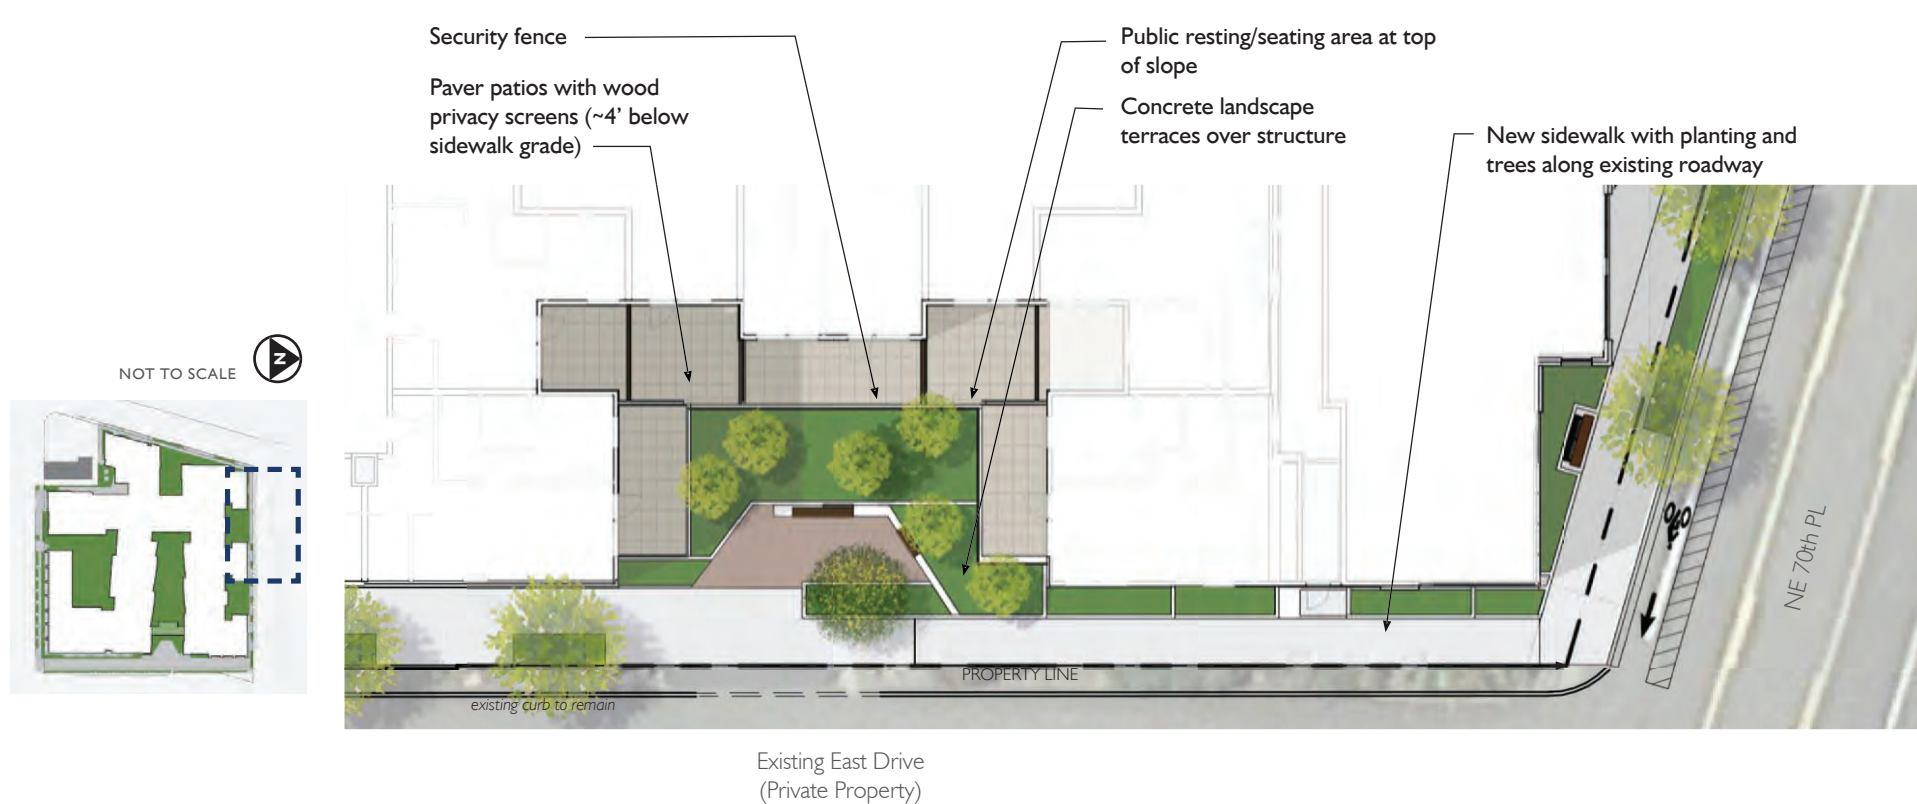 Security fence
Paver patios with wood
privacy screens (~4' below
sidewalk grade)
Public resting/seating area at top
of slope
Concrete landscape
terraces over structure
New sidewalk with planting and
trees along existing roadway
NOT TO SCALE
N
NE 70th PL
PROPERTY LINE
existing curb to remain
Existing East Drive
(Private Property)